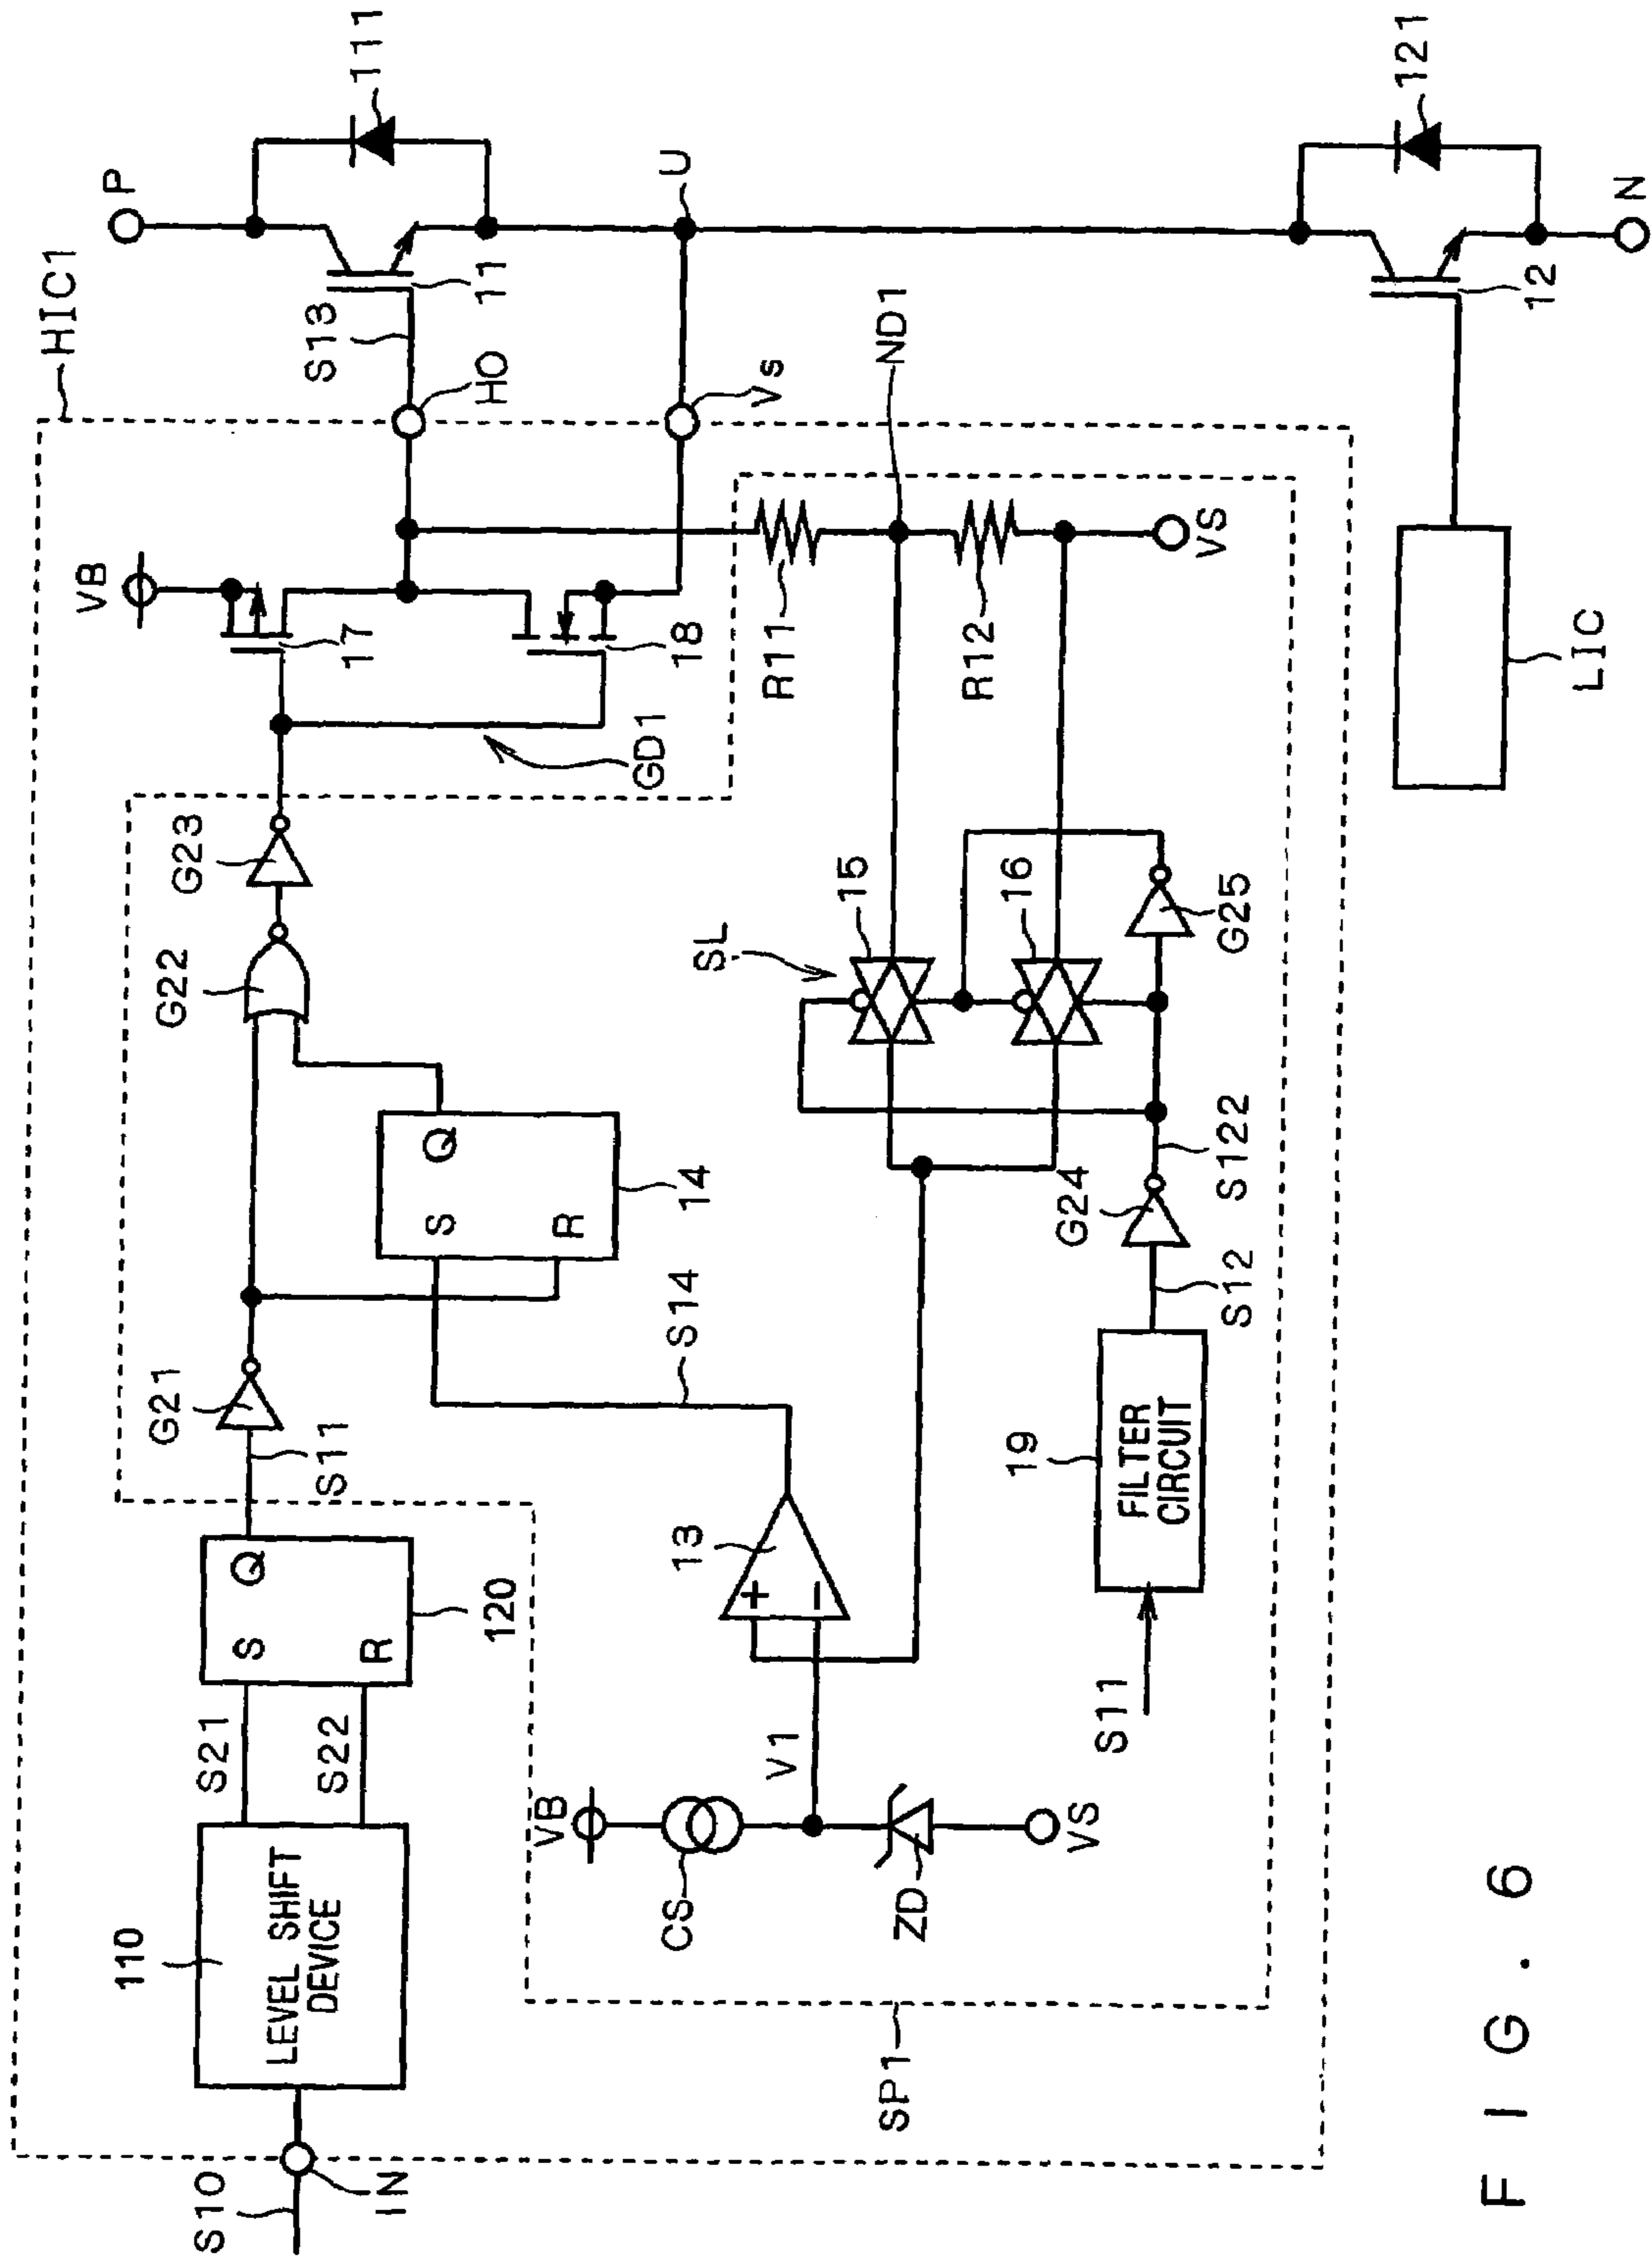 HIC1
P
111
VB
S13
11
17
HO
U
G23
G22
18
Vs
GD1
G21
S11
Q
S
R
14
S14
R11
ND1
R12
VS
SL
15
16
G25
S122
G24
S12
FILTER
CIRCUIT
19
S11
13
+
−
V1
VB
CS
ZD
VS
Q
S
R
120
S21
S22
LEVEL SHIFT
DEVICE
110
S10
IN
SP1
LIC
12
121
N
FIG. 6